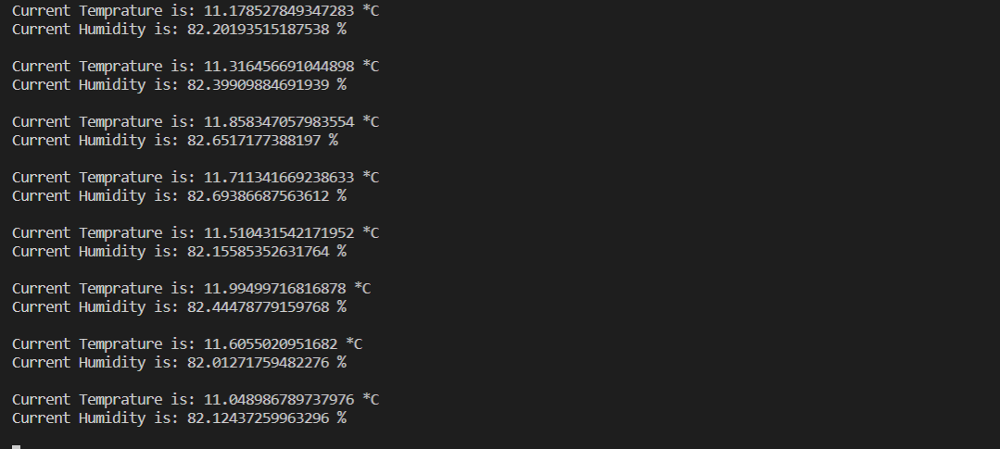 Current Temprature is: 11.178527849347283 *C
Current Humidity is: 82.20193515187538 %
Current Temprature is: 11.316456691044898 *C
Current Humidity is: 82.39909884691939 %
Current Temprature is: 11.858347057983554 *C
Current Humidity is: 82.6517177388197 %
Current Temprature is: 11.711341669238633 *C
Current Humidity is: 82.69386687563612 %
Current Temprature is: 11.510431542171952 *C
Current Humidity is: 82.15585352631764 %
Current Temprature is: 11.99499716816878 *C
Current Humidity is: 82.44478779159768 %
Current Temprature is: 11.6055020951682 *C
Current Humidity is: 82.01271759482276 %
Current Temprature is: 11.048986789737976 *C
Current Humidity is: 82.12437259963296 %